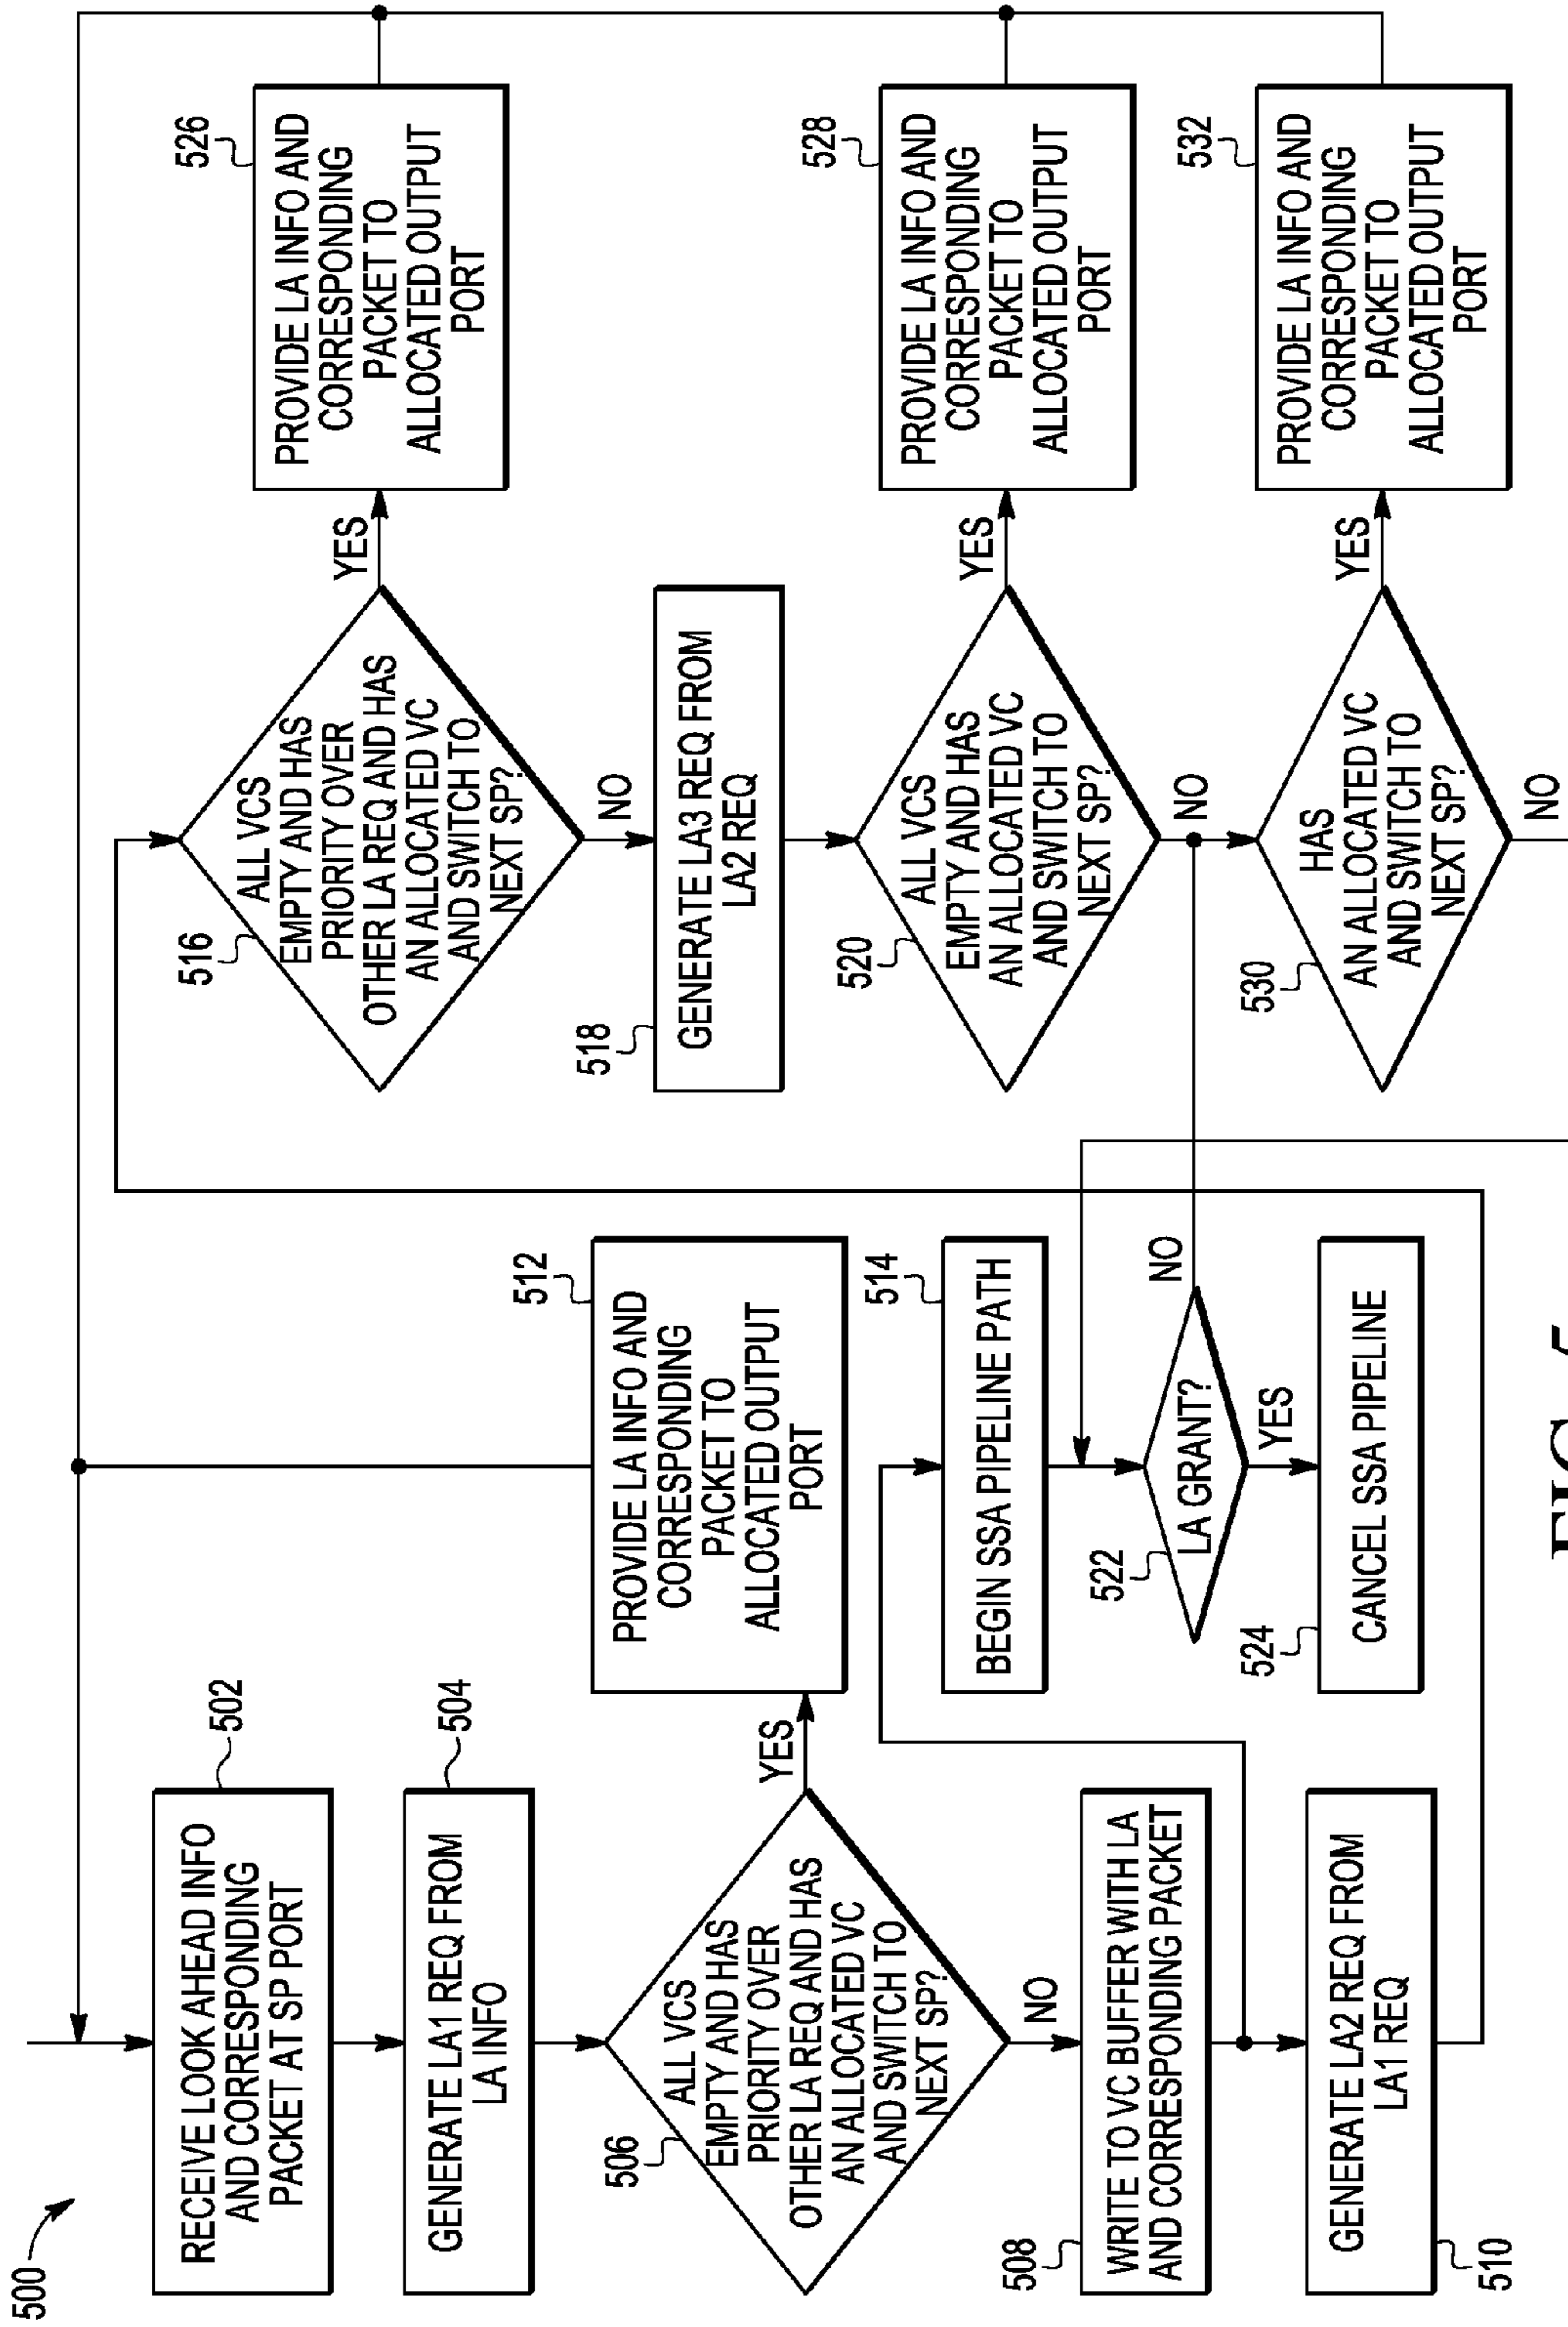 500
RECEIVE LOOK AHEAD INFO
AND CORRESPONDING
PACKET AT SP PORT
502
GENERATE LA1 REQ FROM
LA INFO
504
ALL VCS
EMPTY AND HAS
PRIORITY OVER
OTHER LA REQ AND HAS
AN ALLOCATED VC
AND SWITCH TO
NEXT SP?
506
YES
NO
WRITE TO VC BUFFER WITH LA
AND CORRESPONDING PACKET
508
GENERATE LA2 REQ FROM
LA1 REQ
510
PROVIDE LA INFO AND
CORRESPONDING
PACKET TO
ALLOCATED OUTPUT
PORT
512
BEGIN SSA PIPELINE PATH
514
LA GRANT?
522
NO
YES
CANCEL SSA PIPELINE
524
ALL VCS
EMPTY AND HAS
PRIORITY OVER
OTHER LA REQ AND HAS
AN ALLOCATED VC
AND SWITCH TO
NEXT SP?
516
YES
NO
GENERATE LA3 REQ FROM
LA2 REQ
518
ALL VCS
EMPTY AND HAS
AN ALLOCATED VC
AND SWITCH TO
NEXT SP?
520
YES
NO
HAS
AN ALLOCATED VC
AND SWITCH TO
NEXT SP?
530
YES
NO
PROVIDE LA INFO AND
CORRESPONDING
PACKET TO
ALLOCATED OUTPUT
PORT
526
PROVIDE LA INFO AND
CORRESPONDING
PACKET TO
ALLOCATED OUTPUT
PORT
528
PROVIDE LA INFO AND
CORRESPONDING
PACKET TO
ALLOCATED OUTPUT
PORT
532